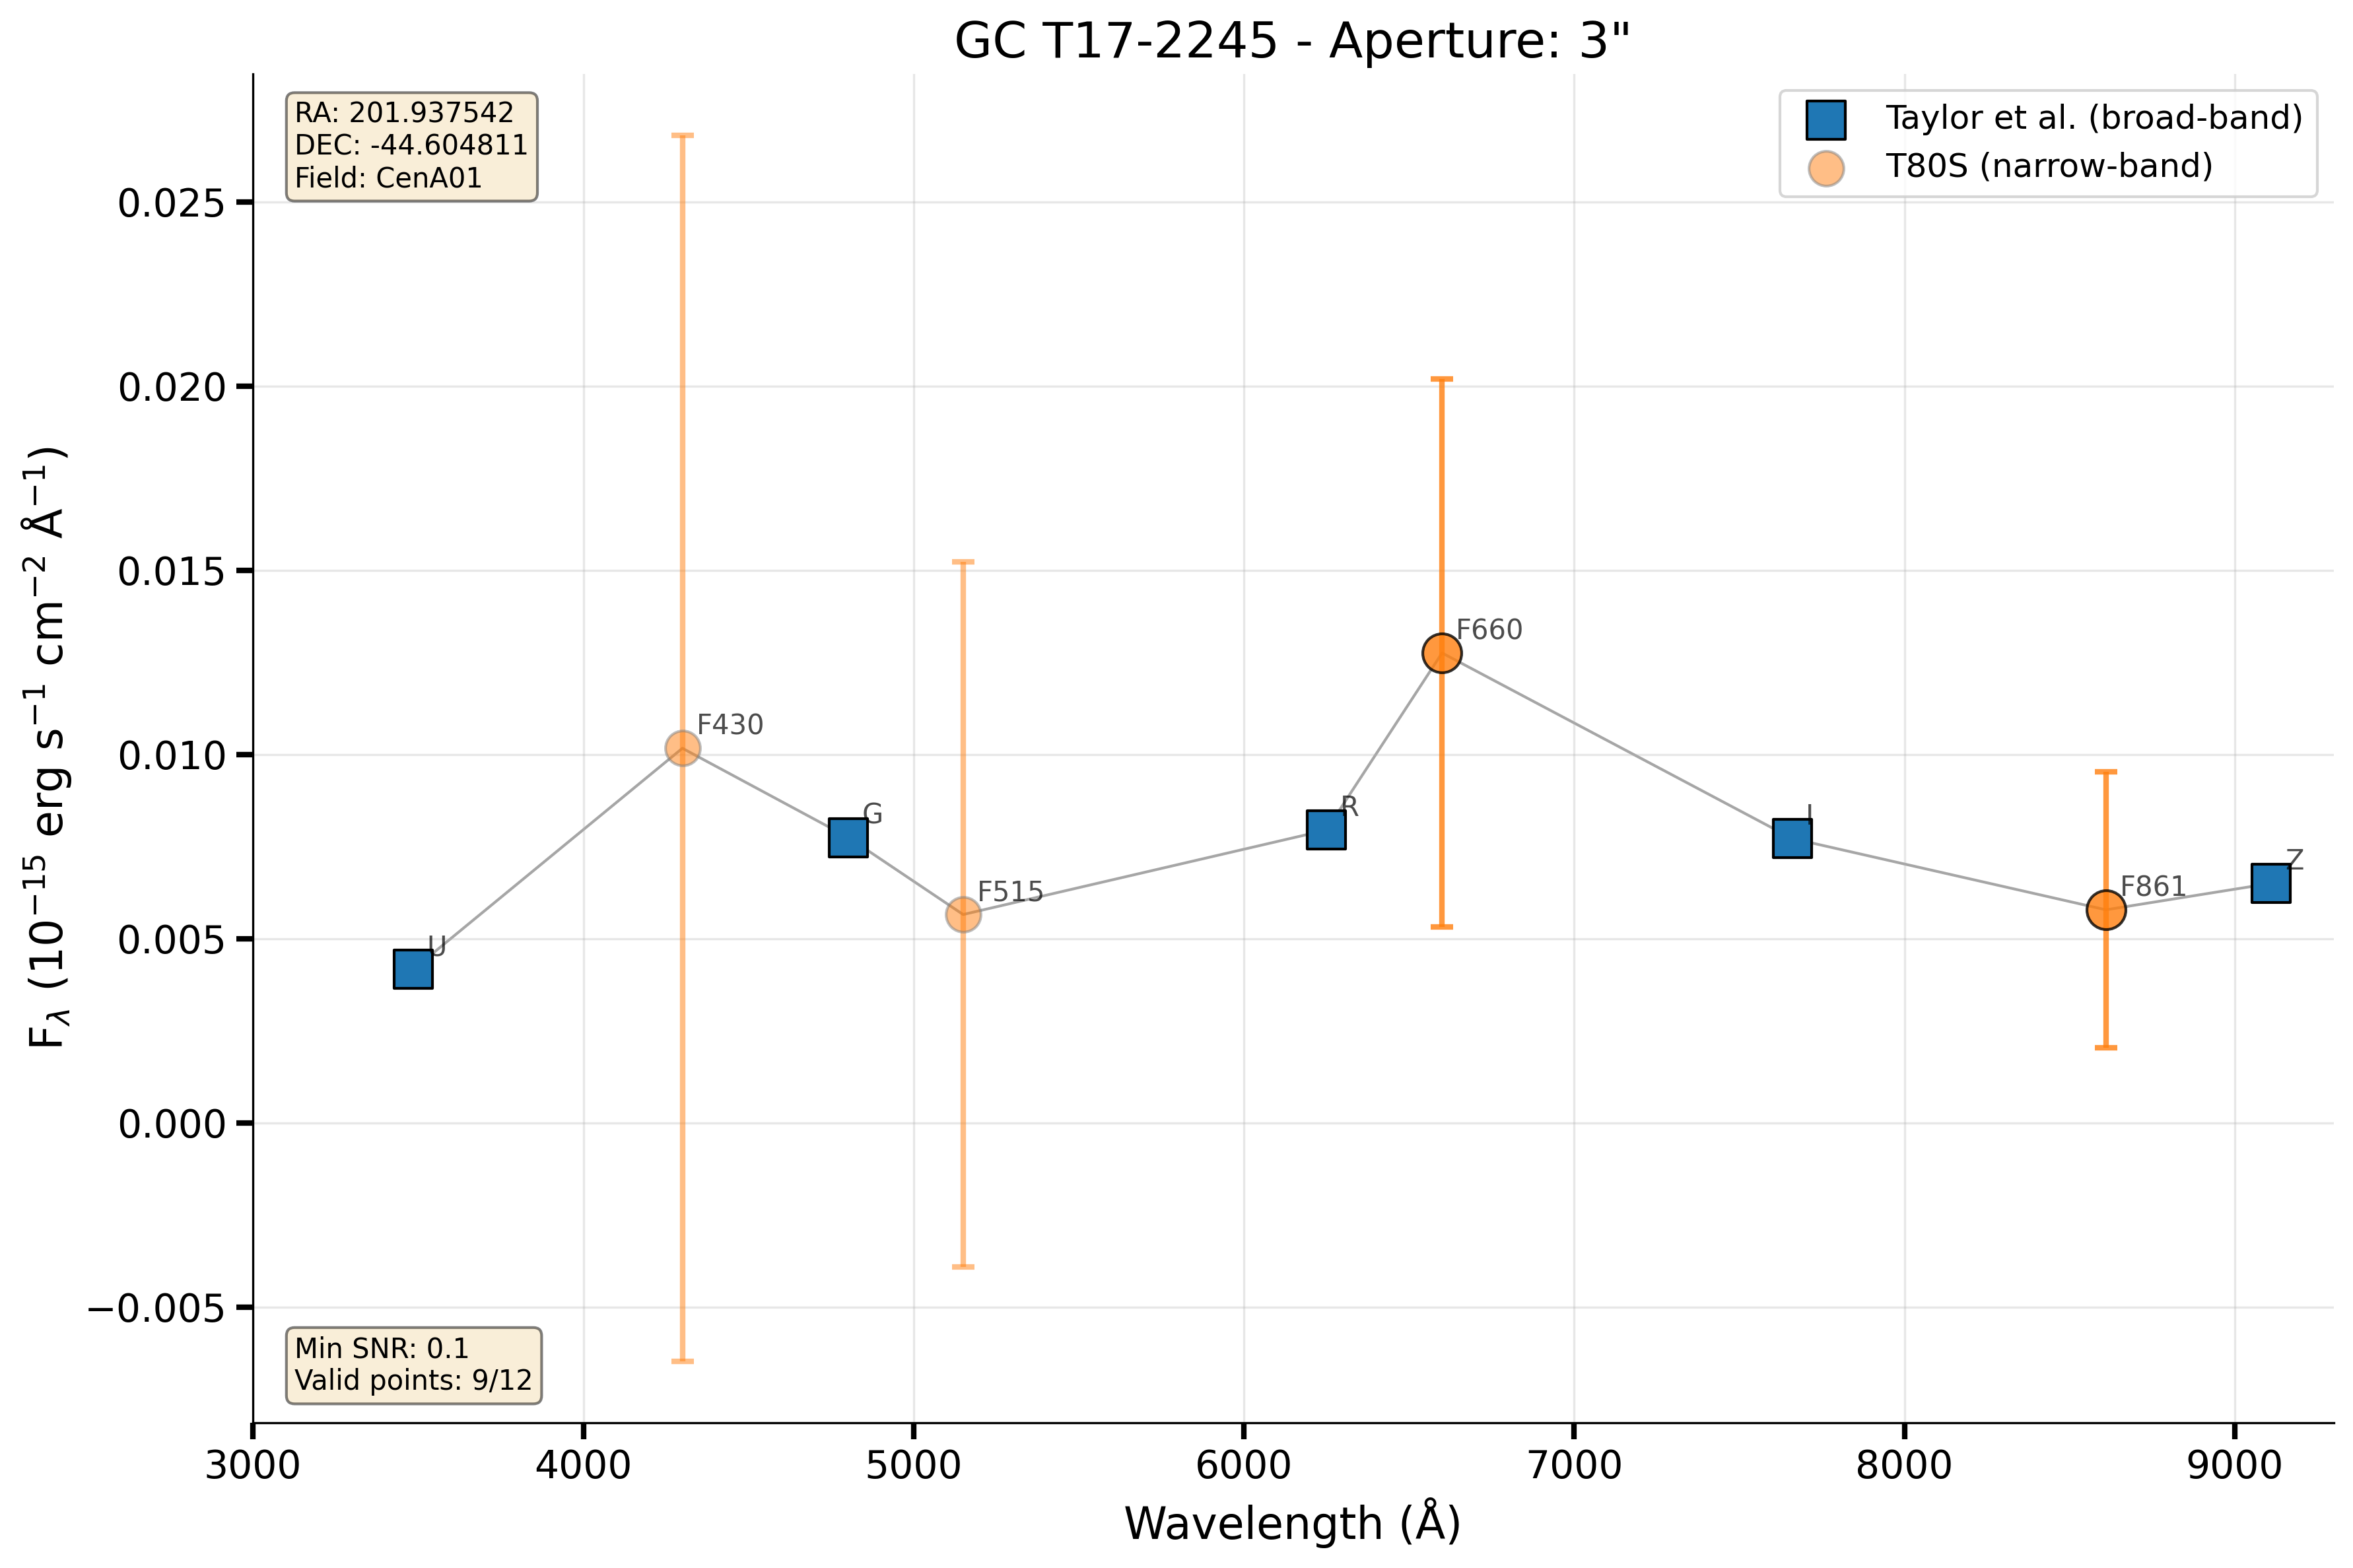 GC T17-2245 - Aperture: 3"
RA: 201.937542
DEC: -44.604811
Field: CenA01
Taylor et al. (broad-band)
T80S (narrow-band)
0.025
0.020
0.015
0.010
0.005
0.000
−0.005
F_λ (10⁻¹⁵ erg s⁻¹ cm⁻² Å⁻¹)
U
F430
G
F515
R
F660
I
F861
Z
Min SNR: 0.1
Valid points: 9/12
3000 4000 5000 6000 7000 8000 9000
Wavelength (Å)